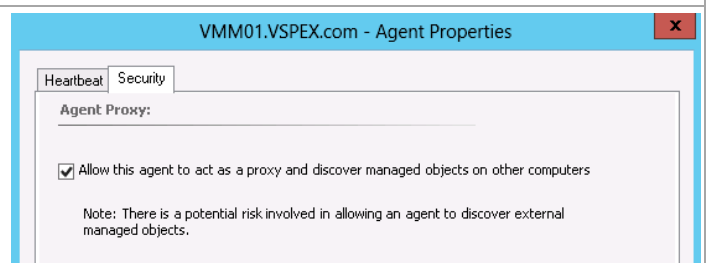 VMM01.VSPEX.com - Agent Properties
x
Heartbeat Security
Agent Proxy:
Allow this agent to act as a proxy and discover managed objects on other computers
Note: There is a potential risk involved in allowing an agent to discover external
managed objects.